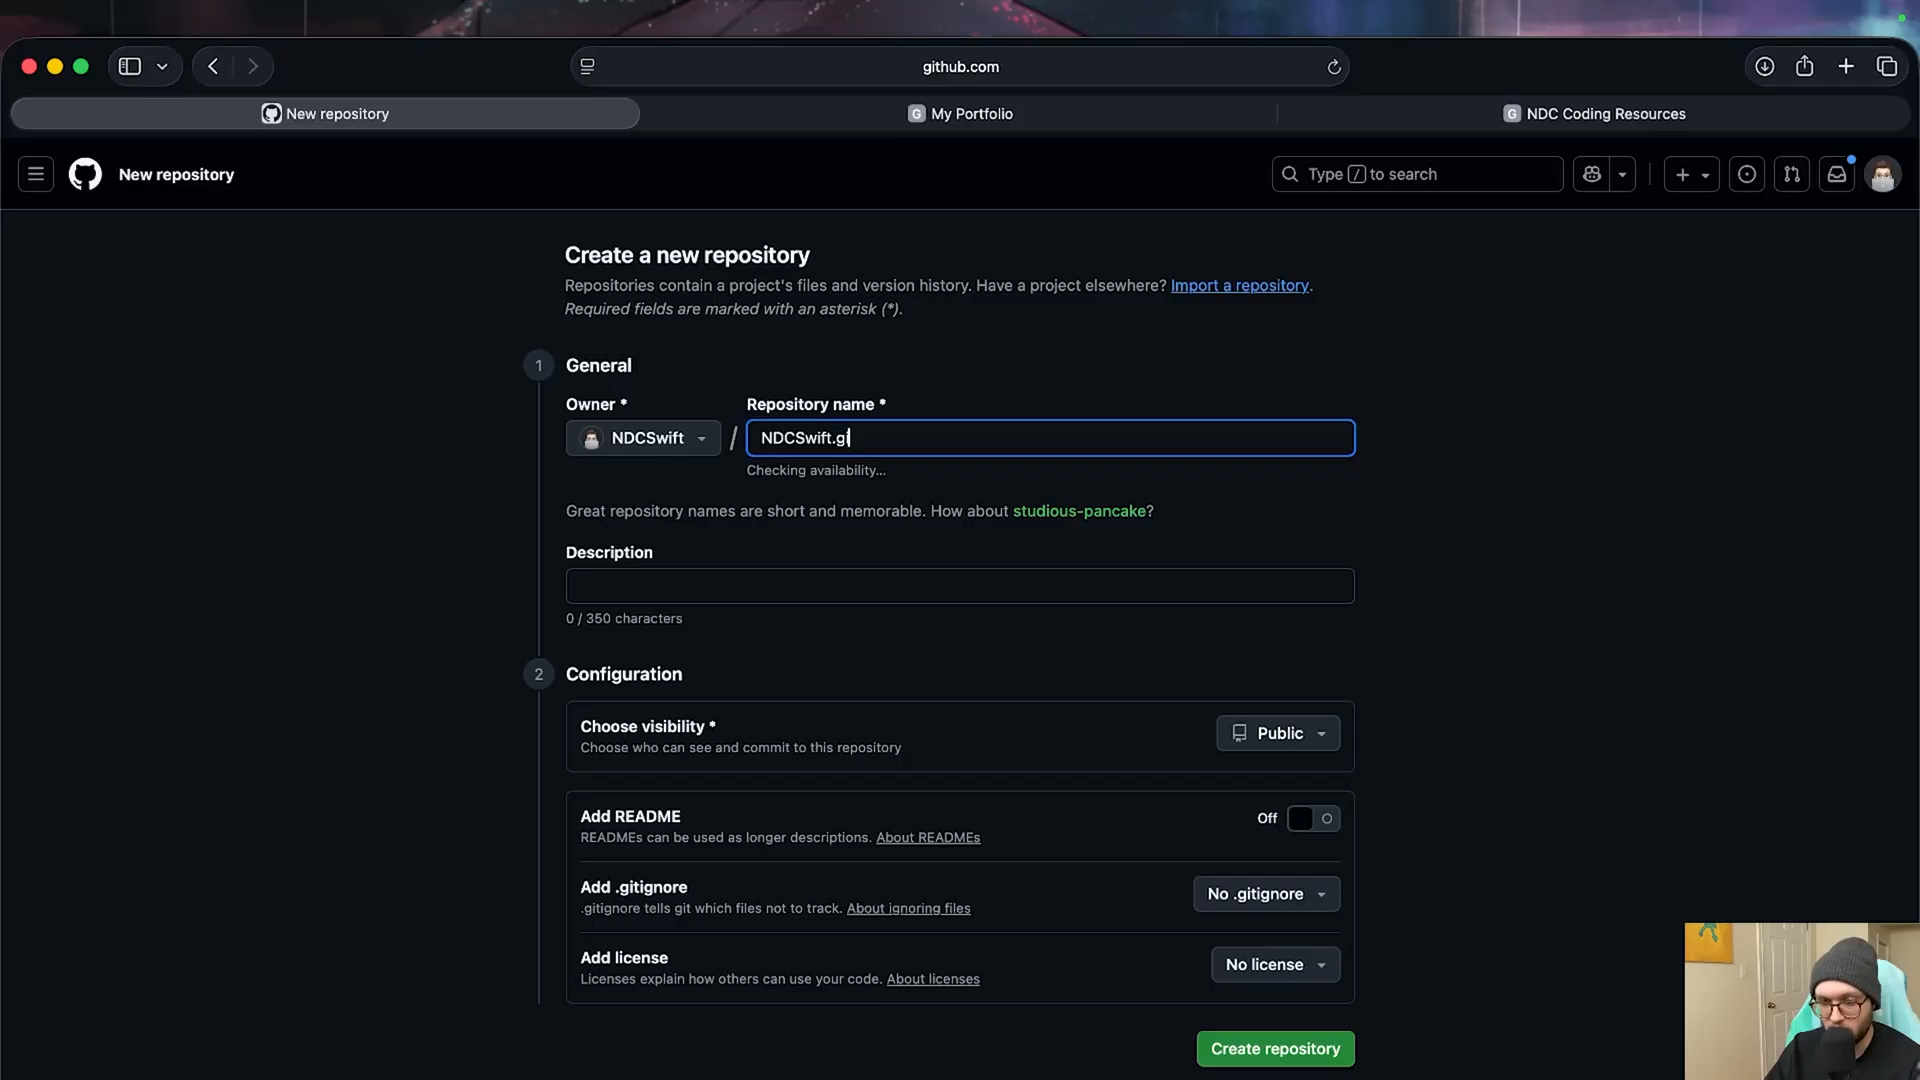 github.com
New repository
My Portfolio
NDC Coding Resources
New repository
Type / to search
Create a new repository
Repositories contain a project's files and version history. Have a project elsewhere? Import a repository.
Required fields are marked with an asterisk (*).
1 General
Owner *
Repository name *
NDCSwift
/
NDCSwift.gi
Checking availability...
Great repository names are short and memorable. How about studious-pancake?
Description
0 / 350 characters
2 Configuration
Choose visibility *
Choose who can see and commit to this repository
Public
Add README
READMEs can be used as longer descriptions. About READMEs
Off
Add .gitignore
.gitignore tells git which files not to track. About ignoring files
No .gitignore
Add license
Licenses explain how others can use your code. About licenses
No license
Create repository